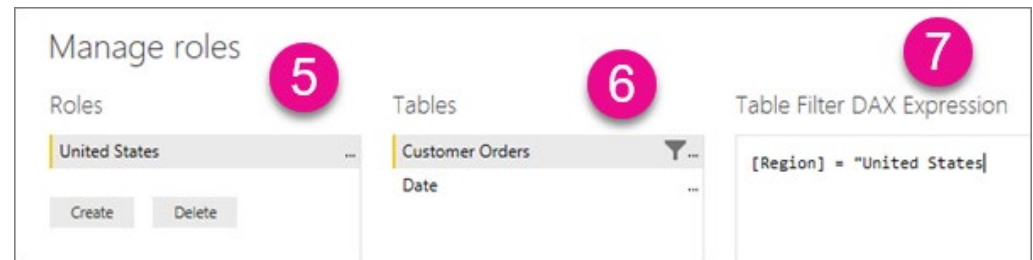 Manage roles
5
6
7
Roles
Tables
Table Filter DAX Expression
United States ...
Customer Orders ...
[Region] = "United States
Date ...
Create Delete